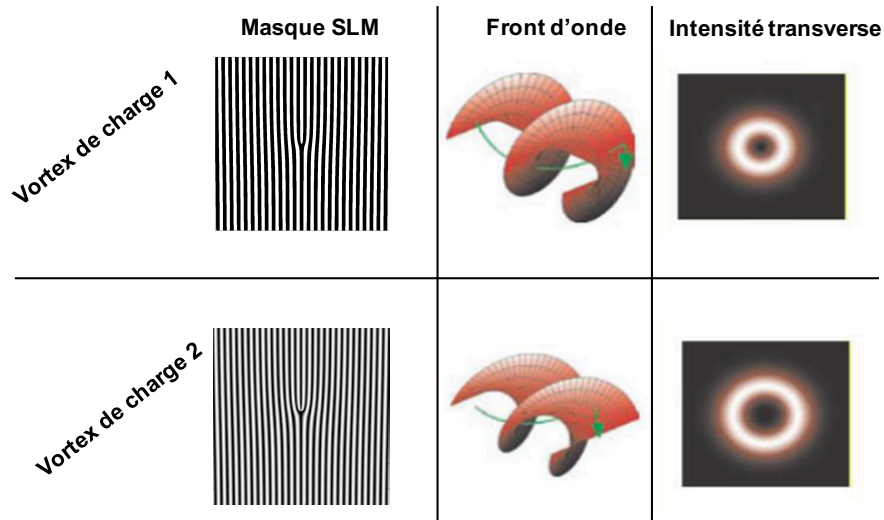 Masque SLM
Front d'onde
Intensité transverse
Vortex de charge 1
Vortex de charge 2